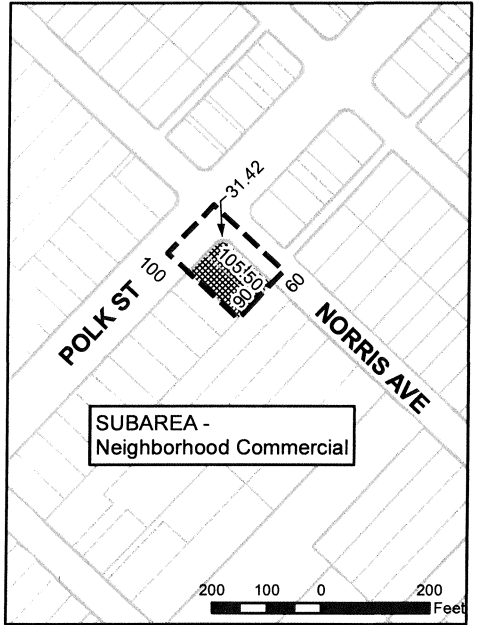 31.42
100
105.50
90
60
POLK ST
NORRIS AVE
SUBAREA -
Neighborhood Commercial
200 100 0 200
Feet